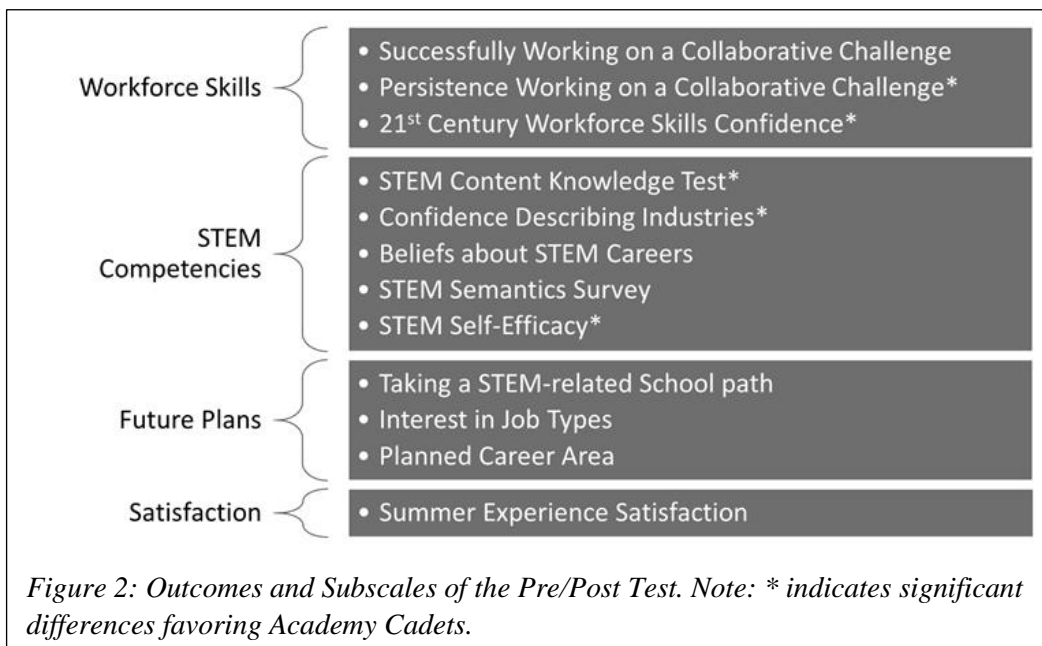 Workforce Skills
• Successfully Working on a Collaborative Challenge
• Persistence Working on a Collaborative Challenge*
• 21st Century Workforce Skills Confidence*
STEM
Competencies
• STEM Content Knowledge Test*
• Confidence Describing Industries*
• Beliefs about STEM Careers
• STEM Semantics Survey
• STEM Self-Efficacy*
Future Plans
• Taking a STEM-related School path
• Interest in Job Types
• Planned Career Area
Satisfaction
• Summer Experience Satisfaction
Figure 2: Outcomes and Subscales of the Pre/Post Test. Note: * indicates significant
differences favoring Academy Cadets.